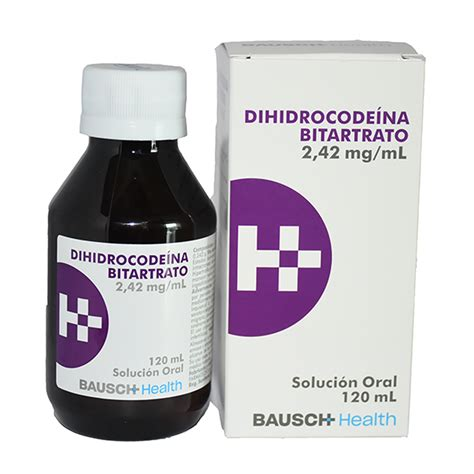 DIHIDROCODEÍNA
BITARTRATO
2,42 mg/mL
120 mL
Solución Oral
BAUSCH+Health
DIHIDROCODEÍNA
BITARTRATO
2,42 mg/mL
Solución Oral
120 mL
BAUSCH+Health